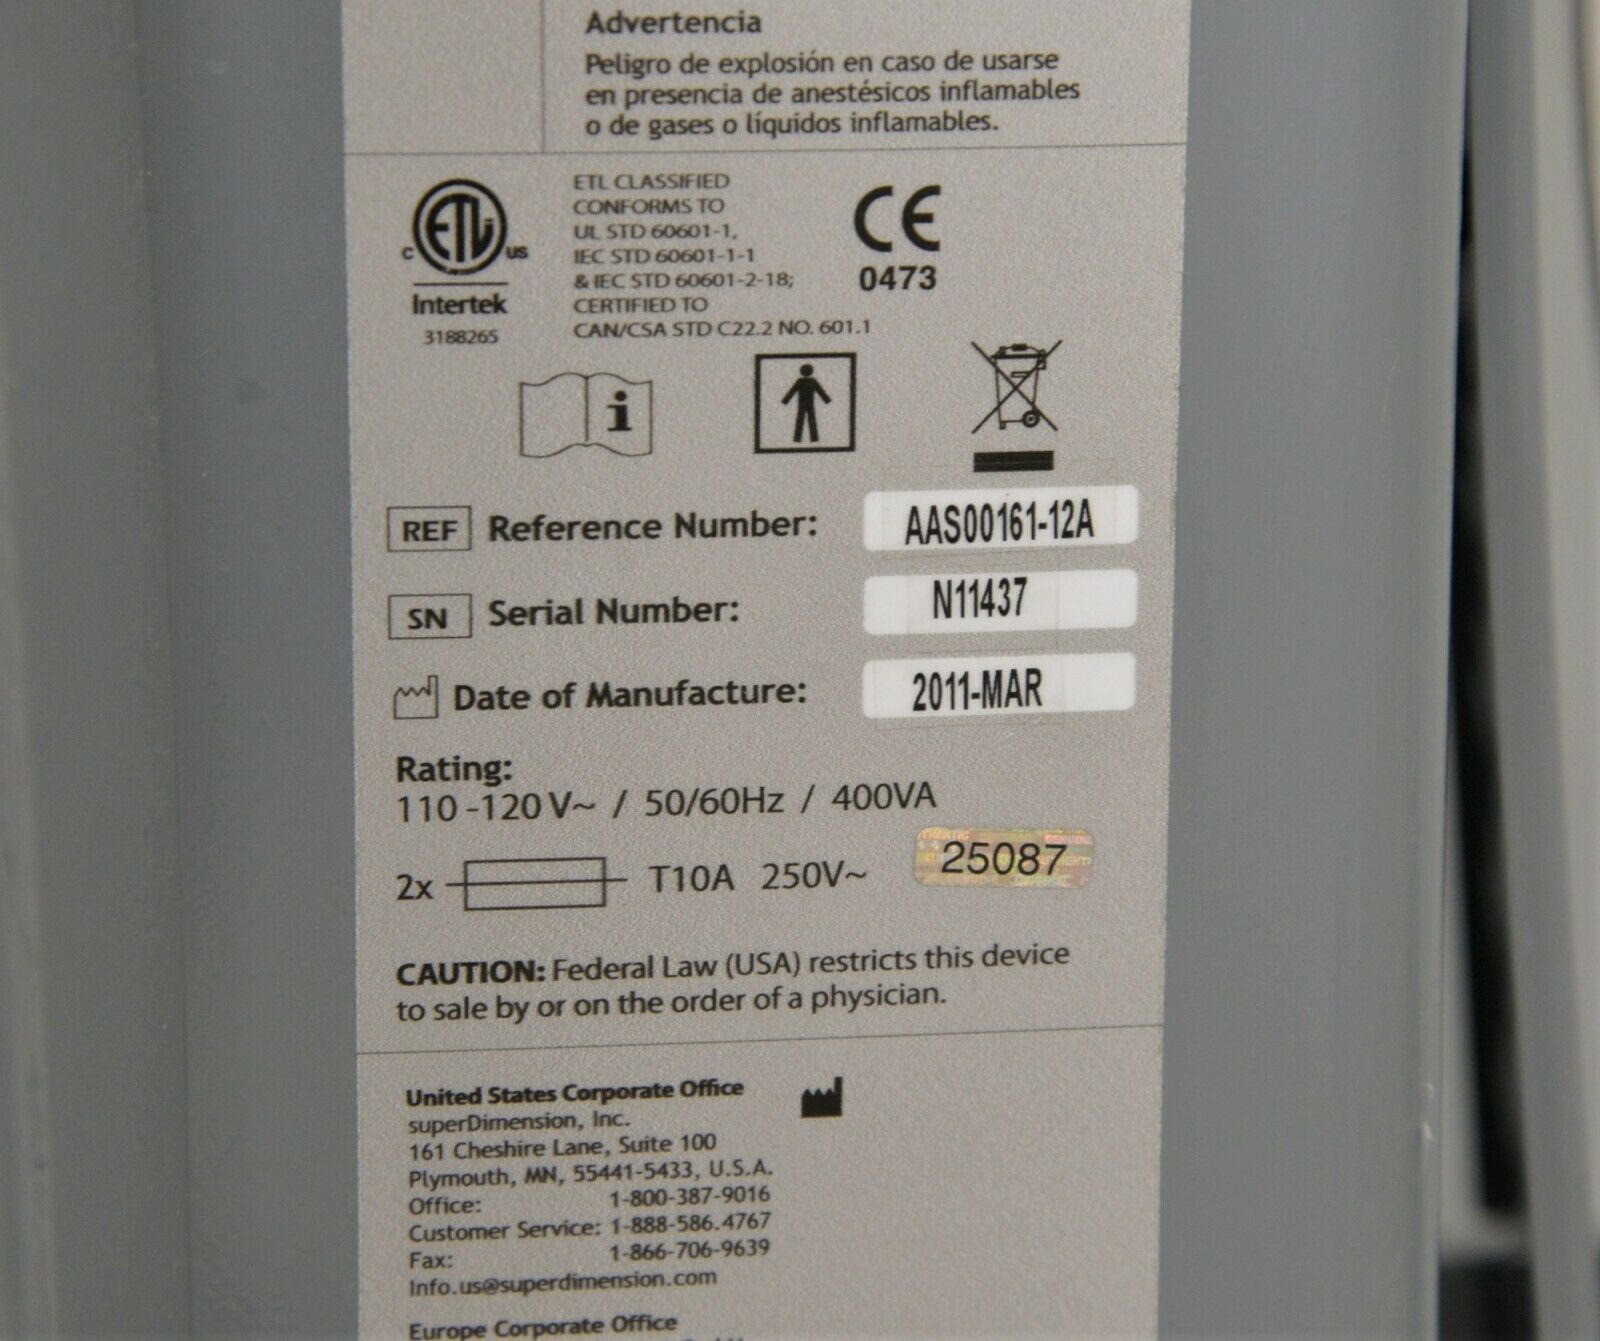 Advertencia
Peligro de explosión en caso de usarse
en presencia de anestésicos inflamables
o de gases o líquidos inflamables.
ETL CLASSIFIED
CONFORMS TO
UL STD 60601-1,
IEC STD 60601-1-1
& IEC STD 60601-2-18;
CERTIFIED TO
CAN/CSA STD C22.2 NO. 601.1
C ETL US
Intertek
3188265
CE
0473
i
REF Reference Number: AAS00161-12A
SN Serial Number: N11437
Date of Manufacture: 2011-MAR
Rating:
110-120V~ / 50/60Hz / 400VA
2x T10A 250V~ 25087
CAUTION: Federal Law (USA) restricts this device
to sale by or on the order of a physician.
United States Corporate Office
superDimension, Inc.
161 Cheshire Lane, Suite 100
Plymouth, MN, 55441-5433, U.S.A.
Office: 1-800-387-9016
Customer Service: 1-888-586.4767
Fax: 1-866-706-9639
Info.us@superdimension.com
Europe Corporate Office